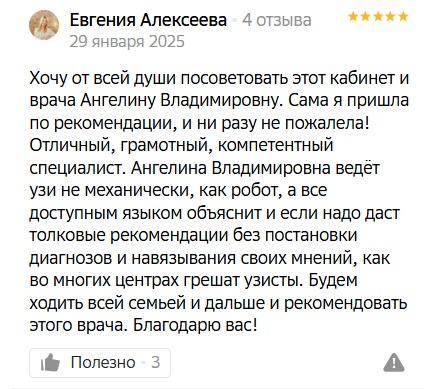 Евгения Алексеева · 4 отзыва
29 января 2025
Хочу от всей души посоветовать этот кабинет и
врача Ангелину Владимировну. Сама я пришла
по рекомендации, и ни разу не пожалела!
Отличный, грамотный, компетентный
специалист. Ангелина Владимировна ведёт
узи не механически, как робот, а все
доступным языком объяснит и если надо даст
толковые рекомендации без постановки
диагнозов и навязывания своих мнений, как
во многих центрах грешат узисты. Будем
ходить всей семьей и дальше и рекомендовать
этого врача. Благодарю вас!
Полезно · 3